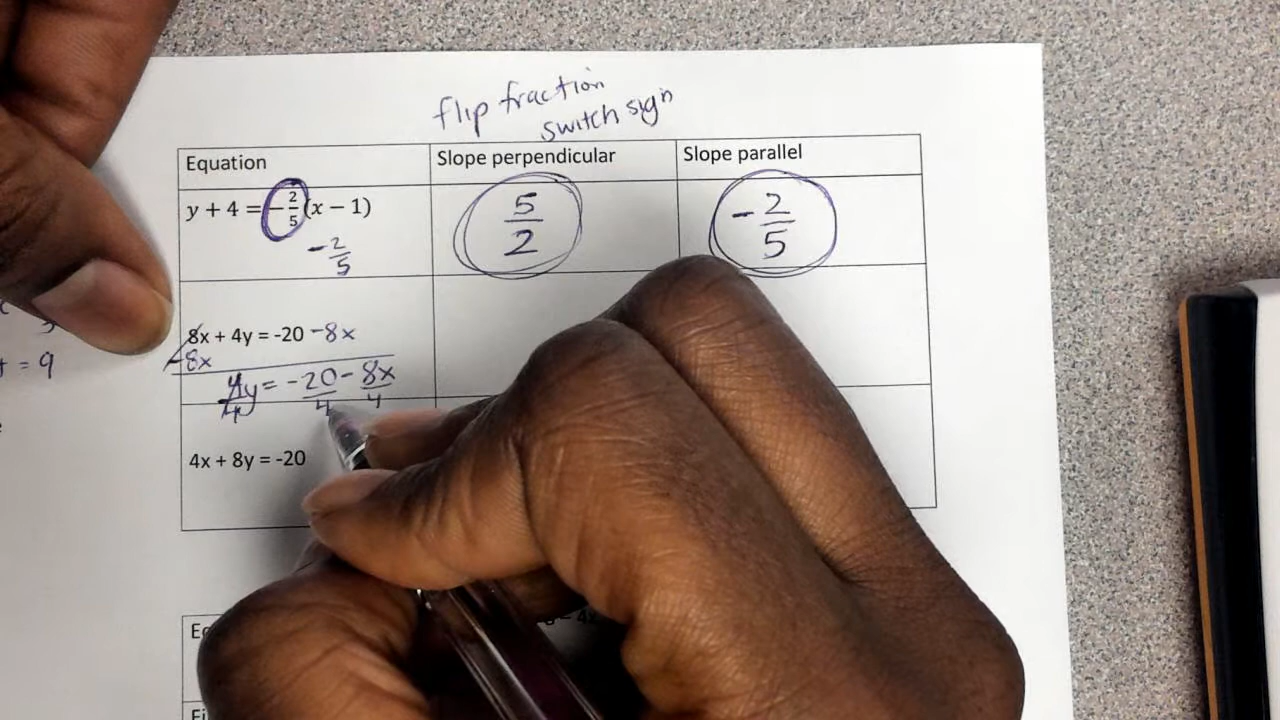 flip fraction
switch sign
Equation Slope perpendicular Slope parallel
y + 4 = -2/5(x − 1) 5/2 -2/5
-2/5
8x + 4y = -20 -8x
-8x
4y = -20 - 8x
4 4 4
4x + 8y = -20
= 9